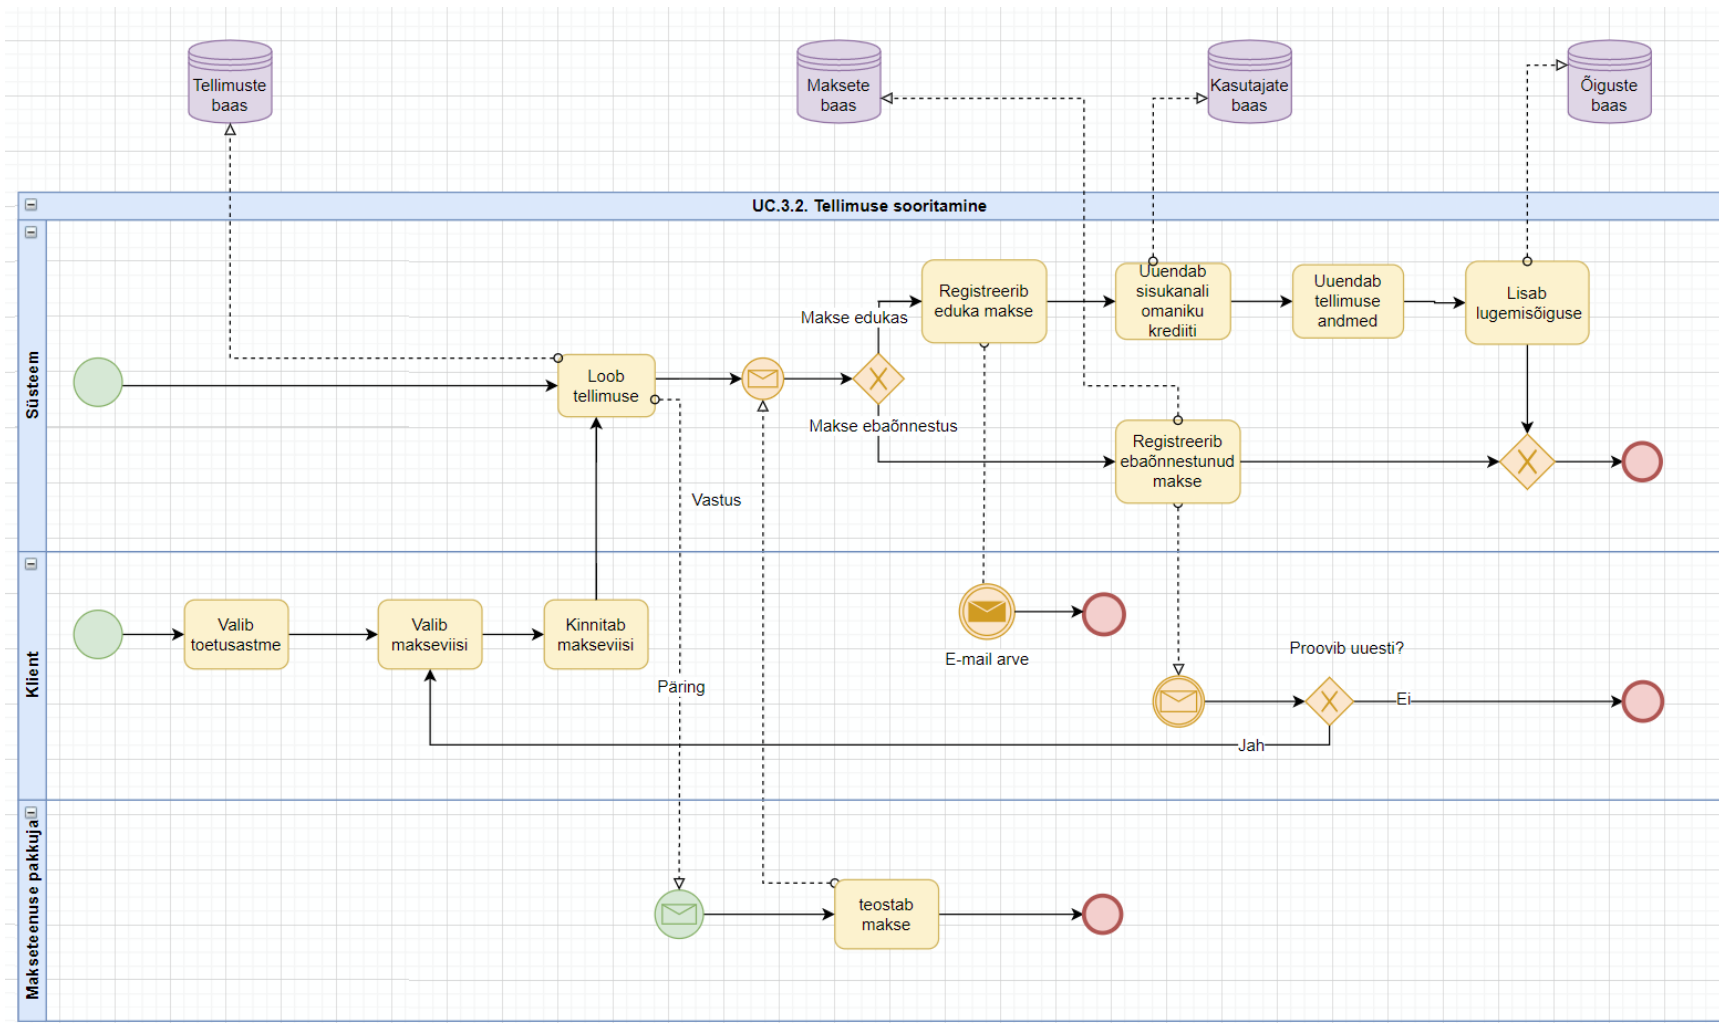 Tellimuste
baas
Maksete
baas
Kasutajate
baas
Õiguste
baas
UC.3.2. Tellimuse sooritamine
Süsteem
Loob
tellimuse
Makse edukas
Makse ebaõnnestus
Registreerib
eduka makse
Uuendab
sisukanali
omaniku
krediiti
Uuendab
tellimuse
andmed
Lisab
lugemisõiguse
Registreerib
ebaõnnestunud
makse
Vastus
Klient
Valib
toetusastme
Valib
makseviisi
Kinnitab
makseviisi
E-mail arve
Proovib uuesti?
Ei
Jah
Päring
Makseteenuse pakkuja
teostab
makse